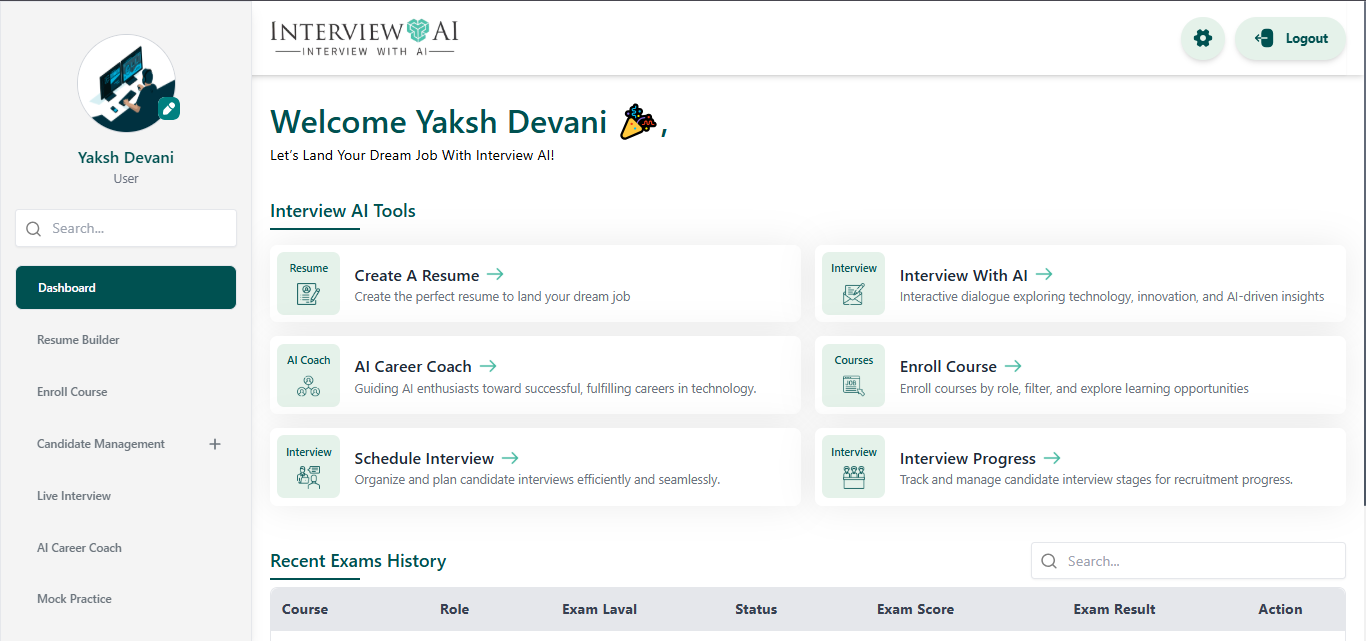 INTERVIEW AI
INTERVIEW WITH AI
Logout
Yaksh Devani
User
Search...
Dashboard
Resume Builder
Enroll Course
Candidate Management
Live Interview
AI Career Coach
Mock Practice
Welcome Yaksh Devani 🎉,
Let's Land Your Dream Job With Interview AI!
Interview AI Tools
Resume
Create A Resume →
Create the perfect resume to land your dream job
Interview
Interview With AI →
Interactive dialogue exploring technology, innovation, and AI-driven insights
AI Coach
AI Career Coach →
Guiding AI enthusiasts toward successful, fulfilling careers in technology.
Courses
JOB
Enroll Course →
Enroll courses by role, filter, and explore learning opportunities
Interview
Schedule Interview →
Organize and plan candidate interviews efficiently and seamlessly.
Interview
Interview Progress →
Track and manage candidate interview stages for recruitment progress.
Recent Exams History
Search...
Course Role Exam Laval Status Exam Score Exam Result Action